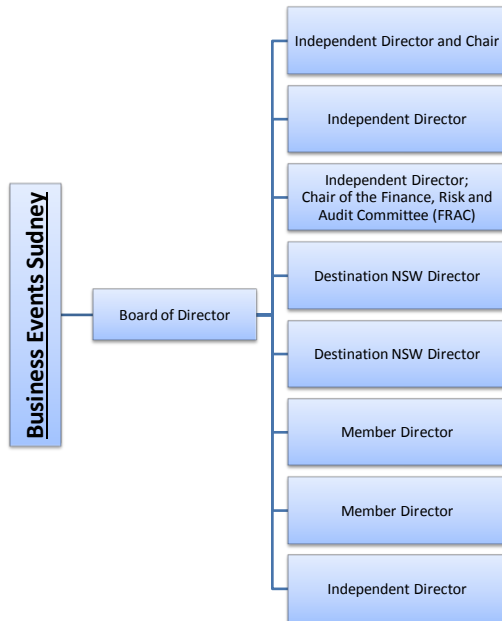 Business Events Sudney
Board of Director
Independent Director and Chair
Independent Director
Independent Director;
Chair of the Finance, Risk and
Audit Committee (FRAC)
Destination NSW Director
Destination NSW Director
Member Director
Member Director
Independent Director